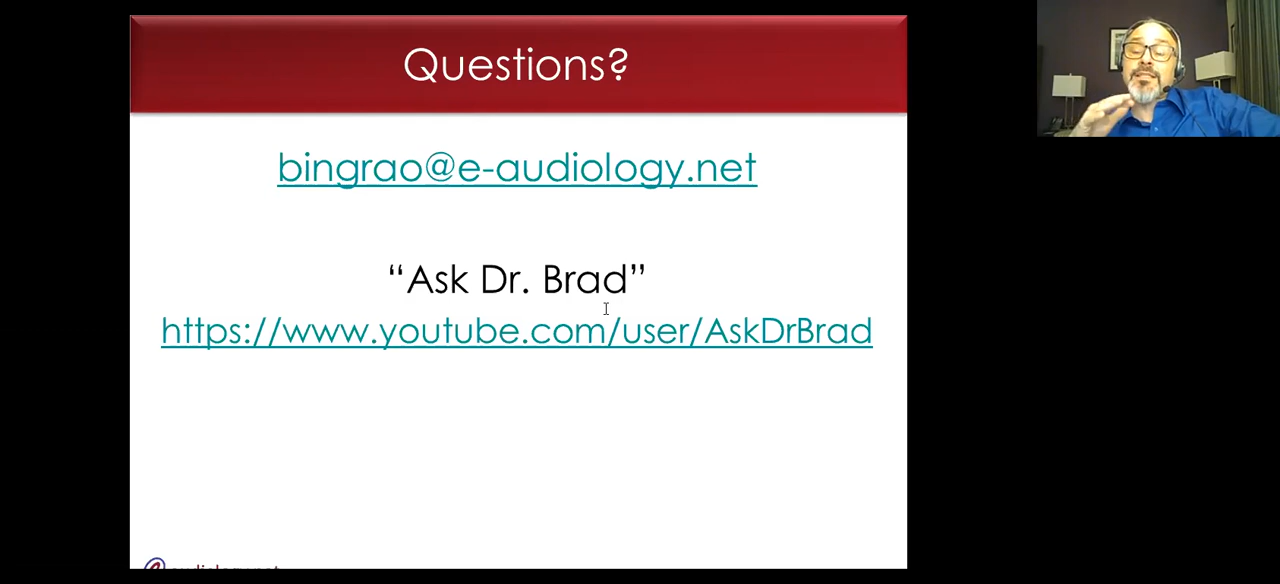 Questions?
bingrao@e-audiology.net
“Ask Dr. Brad”
https://www.youtube.com/user/AskDrBrad